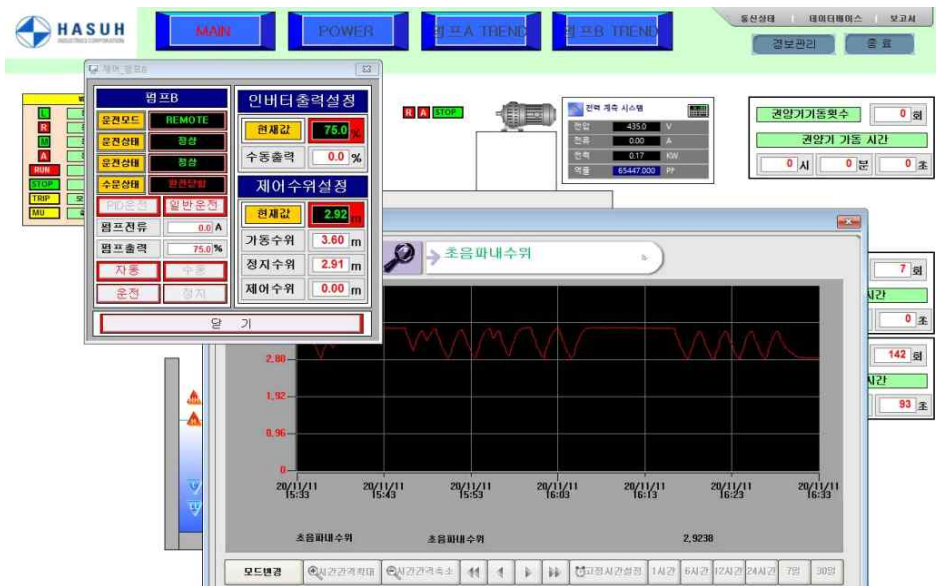 HASUH
MAIN
POWER
펌프A TREND
펌프B TREND
통신상태 | 데이터베이스 | 보고서
경보관리
종 료
제어_펌프B
펌프B
운전모드 REMOTE
운전상태 정상
운전상태 정상
수문상태 완전닫힘
PID운전 일반운전
펌프전류 0.0 A
펌프출력 75.0 %
자동 수동
운전 정지
인버터출력설정
현재값 75.0 %
수동출력 0.0 %
제어수위설정
현재값 2.92 m
가동수위 3.60 m
정지수위 2.91 m
제어수위 0.00 m
닫 기
L
R
M
A
RUN
STOP
TRIP
MU
R A STOP
전력 계측 시스템
전압 435.0 V
전류 0.00 A
전력 0.17 KW
역률 65447.000 PF
권양기가동횟수 0 회
권양기 가동 시간
0 시 0 분 0 초
7 회
시간
0 초
142 회
시간
93 초
초음파내수위
2.80
1.92
0.96
0
20/11/11 20/11/11 20/11/11 20/11/11 20/11/11 20/11/11 20/11/11
15:33 15:43 15:53 16:03 16:13 16:23 16:33
초음파내수위 초음파내수위 2.9238
모드변경 시간간격확대 시간간격축소 고정시간설정 1시간 6시간 12시간 24시간 7일 30일